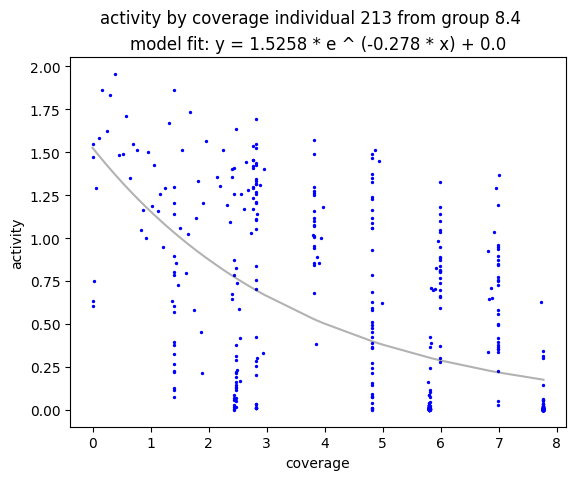 activity by coverage individual 213 from group 8.4
model fit: y = 1.5258 * e ^ (-0.278 * x) + 0.0
2.00
1.75
1.50
1.25
1.00
0.75
0.50
0.25
0.00
activity
0 1 2 3 4 5 6 7 8
coverage